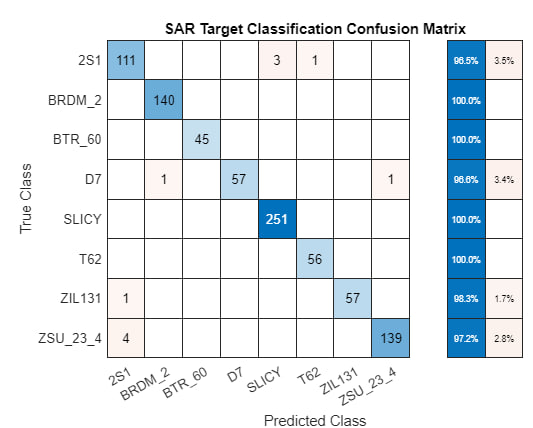 SAR Target Classification Confusion Matrix
True Class
2S1 111 3 1 96.5% 3.5%
BRDM_2 140 100.0%
BTR_60 45 100.0%
D7 1 57 1 96.6% 3.4%
SLICY 251 100.0%
T62 56 100.0%
ZIL131 1 57 98.3% 1.7%
ZSU_23_4 4 139 97.2% 2.8%
2S1 BRDM_2 BTR_60 D7 SLICY T62 ZIL131 ZSU_23_4
Predicted Class